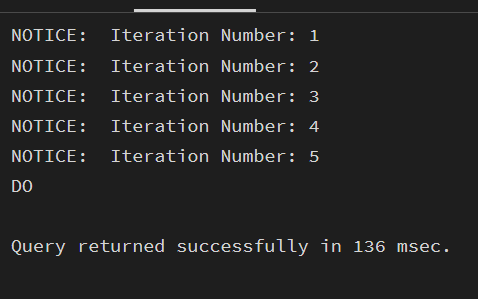 NOTICE:  Iteration Number: 1
NOTICE:  Iteration Number: 2
NOTICE:  Iteration Number: 3
NOTICE:  Iteration Number: 4
NOTICE:  Iteration Number: 5
DO
Query returned successfully in 136 msec.